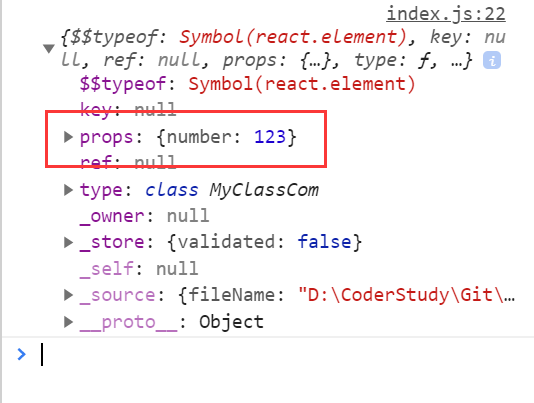 index.js:22
{$$typeof: Symbol(react.element), key: nu
ll, ref: null, props: {…}, type: ƒ, …} i
$$typeof: Symbol(react.element)
key: null
props: {number: 123}
ref: null
type: class MyClassCom
_owner: null
_store: {validated: false}
_self: null
_source: {fileName: "D:\CoderStudy\Git\…
__proto__: Object